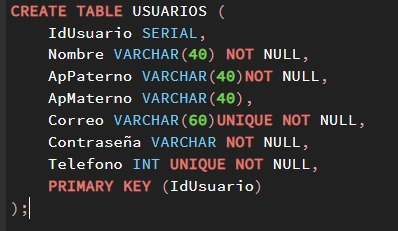 CREATE TABLE USUARIOS (
IdUsuario SERIAL,
Nombre VARCHAR(40) NOT NULL,
ApPaterno VARCHAR(40)NOT NULL,
ApMaterno VARCHAR(40),
Correo VARCHAR(60)UNIQUE NOT NULL,
Contraseña VARCHAR NOT NULL,
Telefono INT UNIQUE NOT NULL,
PRIMARY KEY (IdUsuario)
);